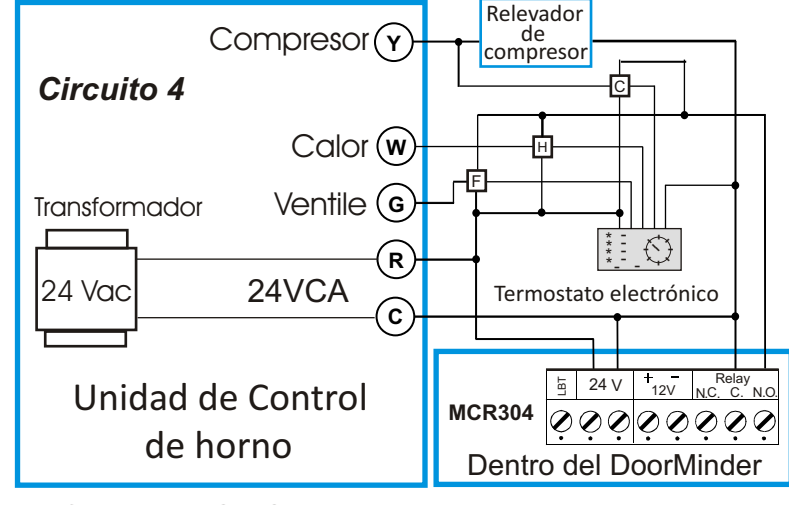 Compresor Y
Relevador
de
compresor
Circuito 4
C
Calor W
H
Ventile G
F
Transformador
R
24 Vac
24VCA
C
Termostato electrónico
* -
* -
* -
* -
- -
Unidad de Control
de horno
MCR304
LBT
24 V
+ -
12V
Relay
N.C. C. N.O.
Dentro del DoorMinder